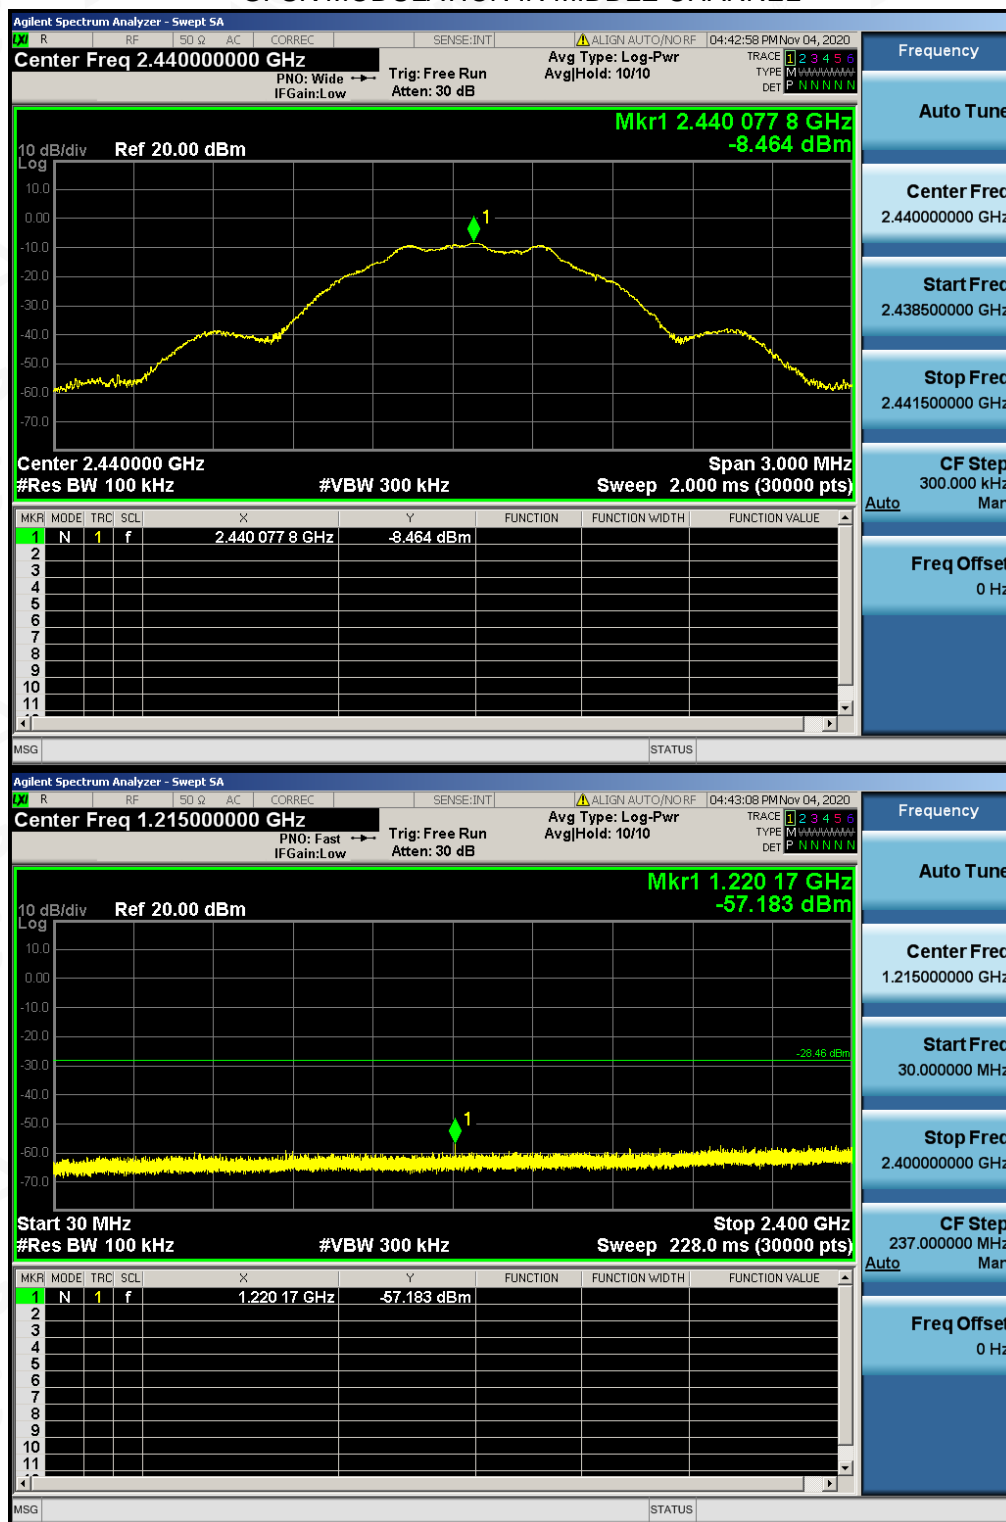 GFSK MODULATION IN MIDDLE CHANNEL
Agilent Spectrum Analyzer - Swept SA
LXI R RF 50 Ω AC CORREC SENSE:INT ALIGN AUTO/NO RF 04:42:58 PM Nov 04, 2020
Center Freq 2.440000000 GHz
PNO: Wide
IFGain:Low
Trig: Free Run
Atten: 30 dB
Avg Type: Log-Pwr
Avg|Hold: 10/10
TRACE 1 2 3 4 5 6
TYPE M
DET P N N N N N
Mkr1 2.440 077 8 GHz
-8.464 dBm
10 dB/div Ref 20.00 dBm
Log
10.0
0.00
-10.0
-20.0
-30.0
-40.0
-50.0
-60.0
-70.0
1
Center 2.440000 GHz Span 3.000 MHz
#Res BW 100 kHz #VBW 300 kHz Sweep 2.000 ms (30000 pts)
MKR MODE TRC SCL X Y FUNCTION FUNCTION WIDTH FUNCTION VALUE
1 N 1 f 2.440 077 8 GHz -8.464 dBm
2
3
4
5
6
7
8
9
10
11
MSG STATUS
Frequency
Auto Tune
Center Freq
2.440000000 GHz
Start Freq
2.438500000 GHz
Stop Freq
2.441500000 GHz
CF Step
300.000 kHz
Auto Man
Freq Offset
0 Hz
Agilent Spectrum Analyzer - Swept SA
LXI R RF 50 Ω AC CORREC SENSE:INT ALIGN AUTO/NO RF 04:43:08 PM Nov 04, 2020
Center Freq 1.215000000 GHz
PNO: Fast
IFGain:Low
Trig: Free Run
Atten: 30 dB
Avg Type: Log-Pwr
Avg|Hold: 10/10
TRACE 1 2 3 4 5 6
TYPE M
DET P N N N N N
Mkr1 1.220 17 GHz
-57.183 dBm
10 dB/div Ref 20.00 dBm
Log
10.0
0.00
-10.0
-20.0
-30.0
-40.0
-50.0
-60.0
-70.0
-28.46 dBm
1
Start 30 MHz Stop 2.400 GHz
#Res BW 100 kHz #VBW 300 kHz Sweep 228.0 ms (30000 pts)
MKR MODE TRC SCL X Y FUNCTION FUNCTION WIDTH FUNCTION VALUE
1 N 1 f 1.220 17 GHz -57.183 dBm
2
3
4
5
6
7
8
9
10
11
MSG STATUS
Frequency
Auto Tune
Center Freq
1.215000000 GHz
Start Freq
30.000000 MHz
Stop Freq
2.400000000 GHz
CF Step
237.000000 MHz
Auto Man
Freq Offset
0 Hz